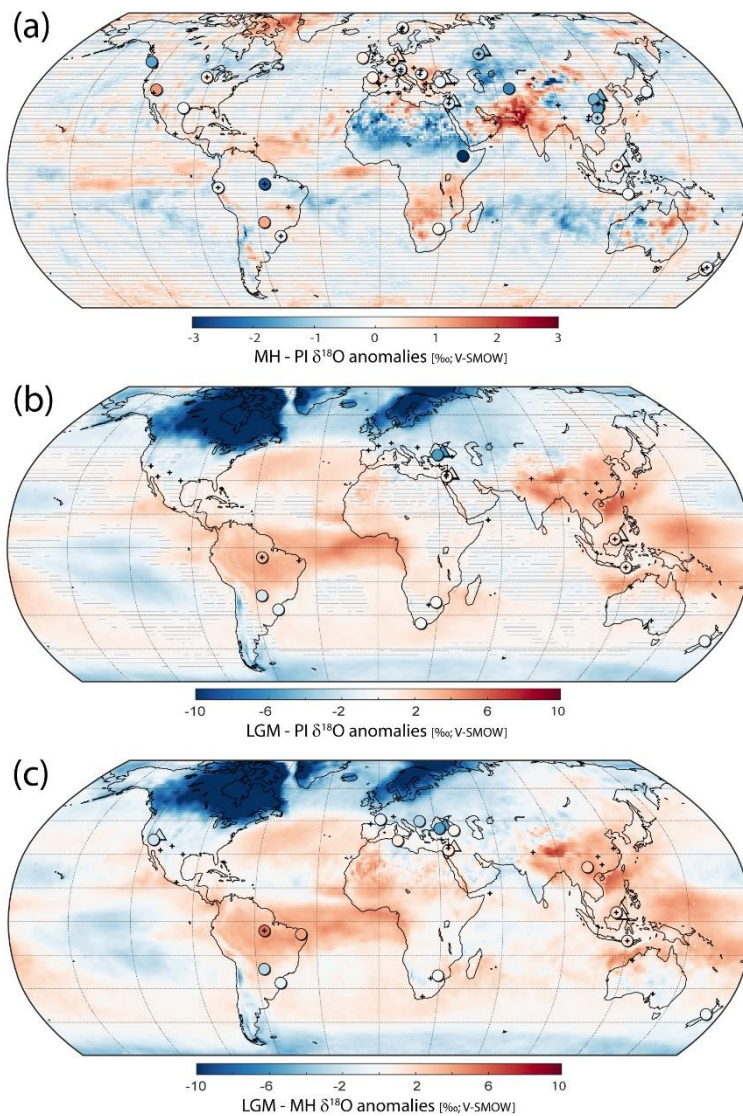 (a)
-3 -2 -1 0 1 2 3
MH - PI δ¹⁸O anomalies [‰; V-SMOW]
(b)
-10 -6 -2 2 6 10
LGM - PI δ¹⁸O anomalies [‰; V-SMOW]
(c)
-10 -6 -2 2 6 10
LGM - MH δ¹⁸O anomalies [‰; V-SMOW]